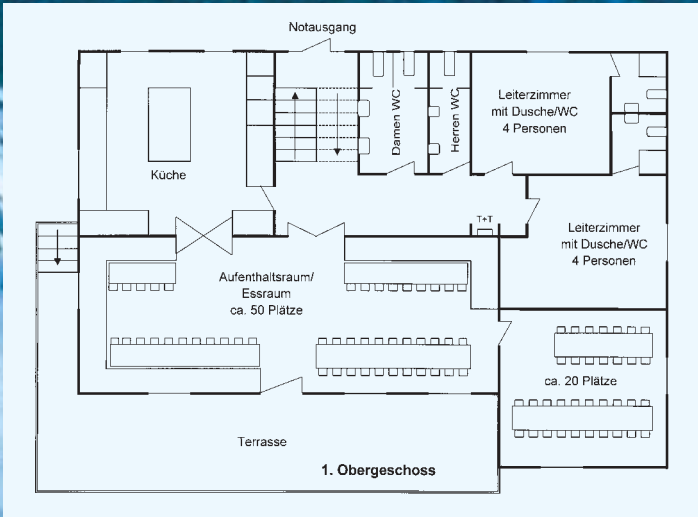 Notausgang
Küche
Damen WC
Herren WC
Leiterzimmer
mit Dusche/WC
4 Personen
T+T
Leiterzimmer
mit Dusche/WC
4 Personen
Aufenthaltsraum/
Essraum
ca. 50 Plätze
ca. 20 Plätze
Terrasse
1. Obergeschoss